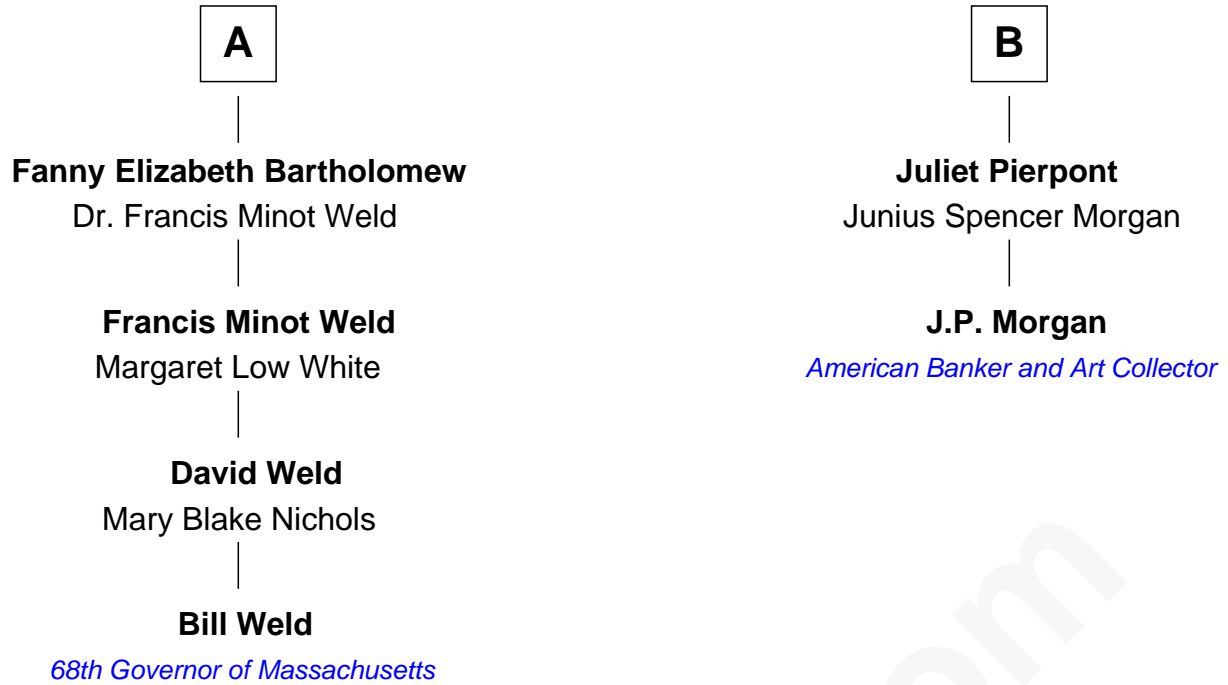 A
Fanny Elizabeth Bartholomew
Dr. Francis Minot Weld
Francis Minot Weld
Margaret Low White
David Weld
Mary Blake Nichols
Bill Weld
68th Governor of Massachusetts
B
Juliet Pierpont
Junius Spencer Morgan
J.P. Morgan
American Banker and Art Collector
om